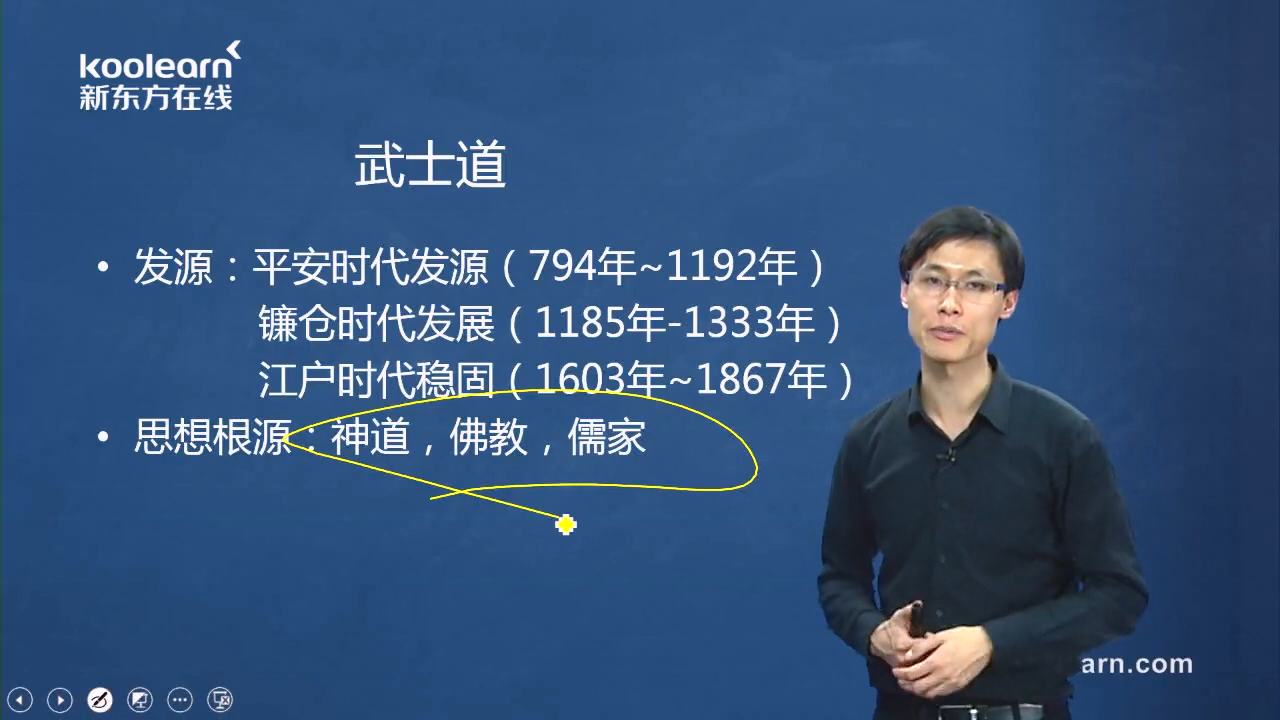 koolearn
新东方在线
武士道
• 发源：平安时代发源（794年~1192年）
镰仓时代发展（1185年-1333年）
江户时代稳固（1603年~1867年）
• 思想根源：神道，佛教，儒家
arn.com